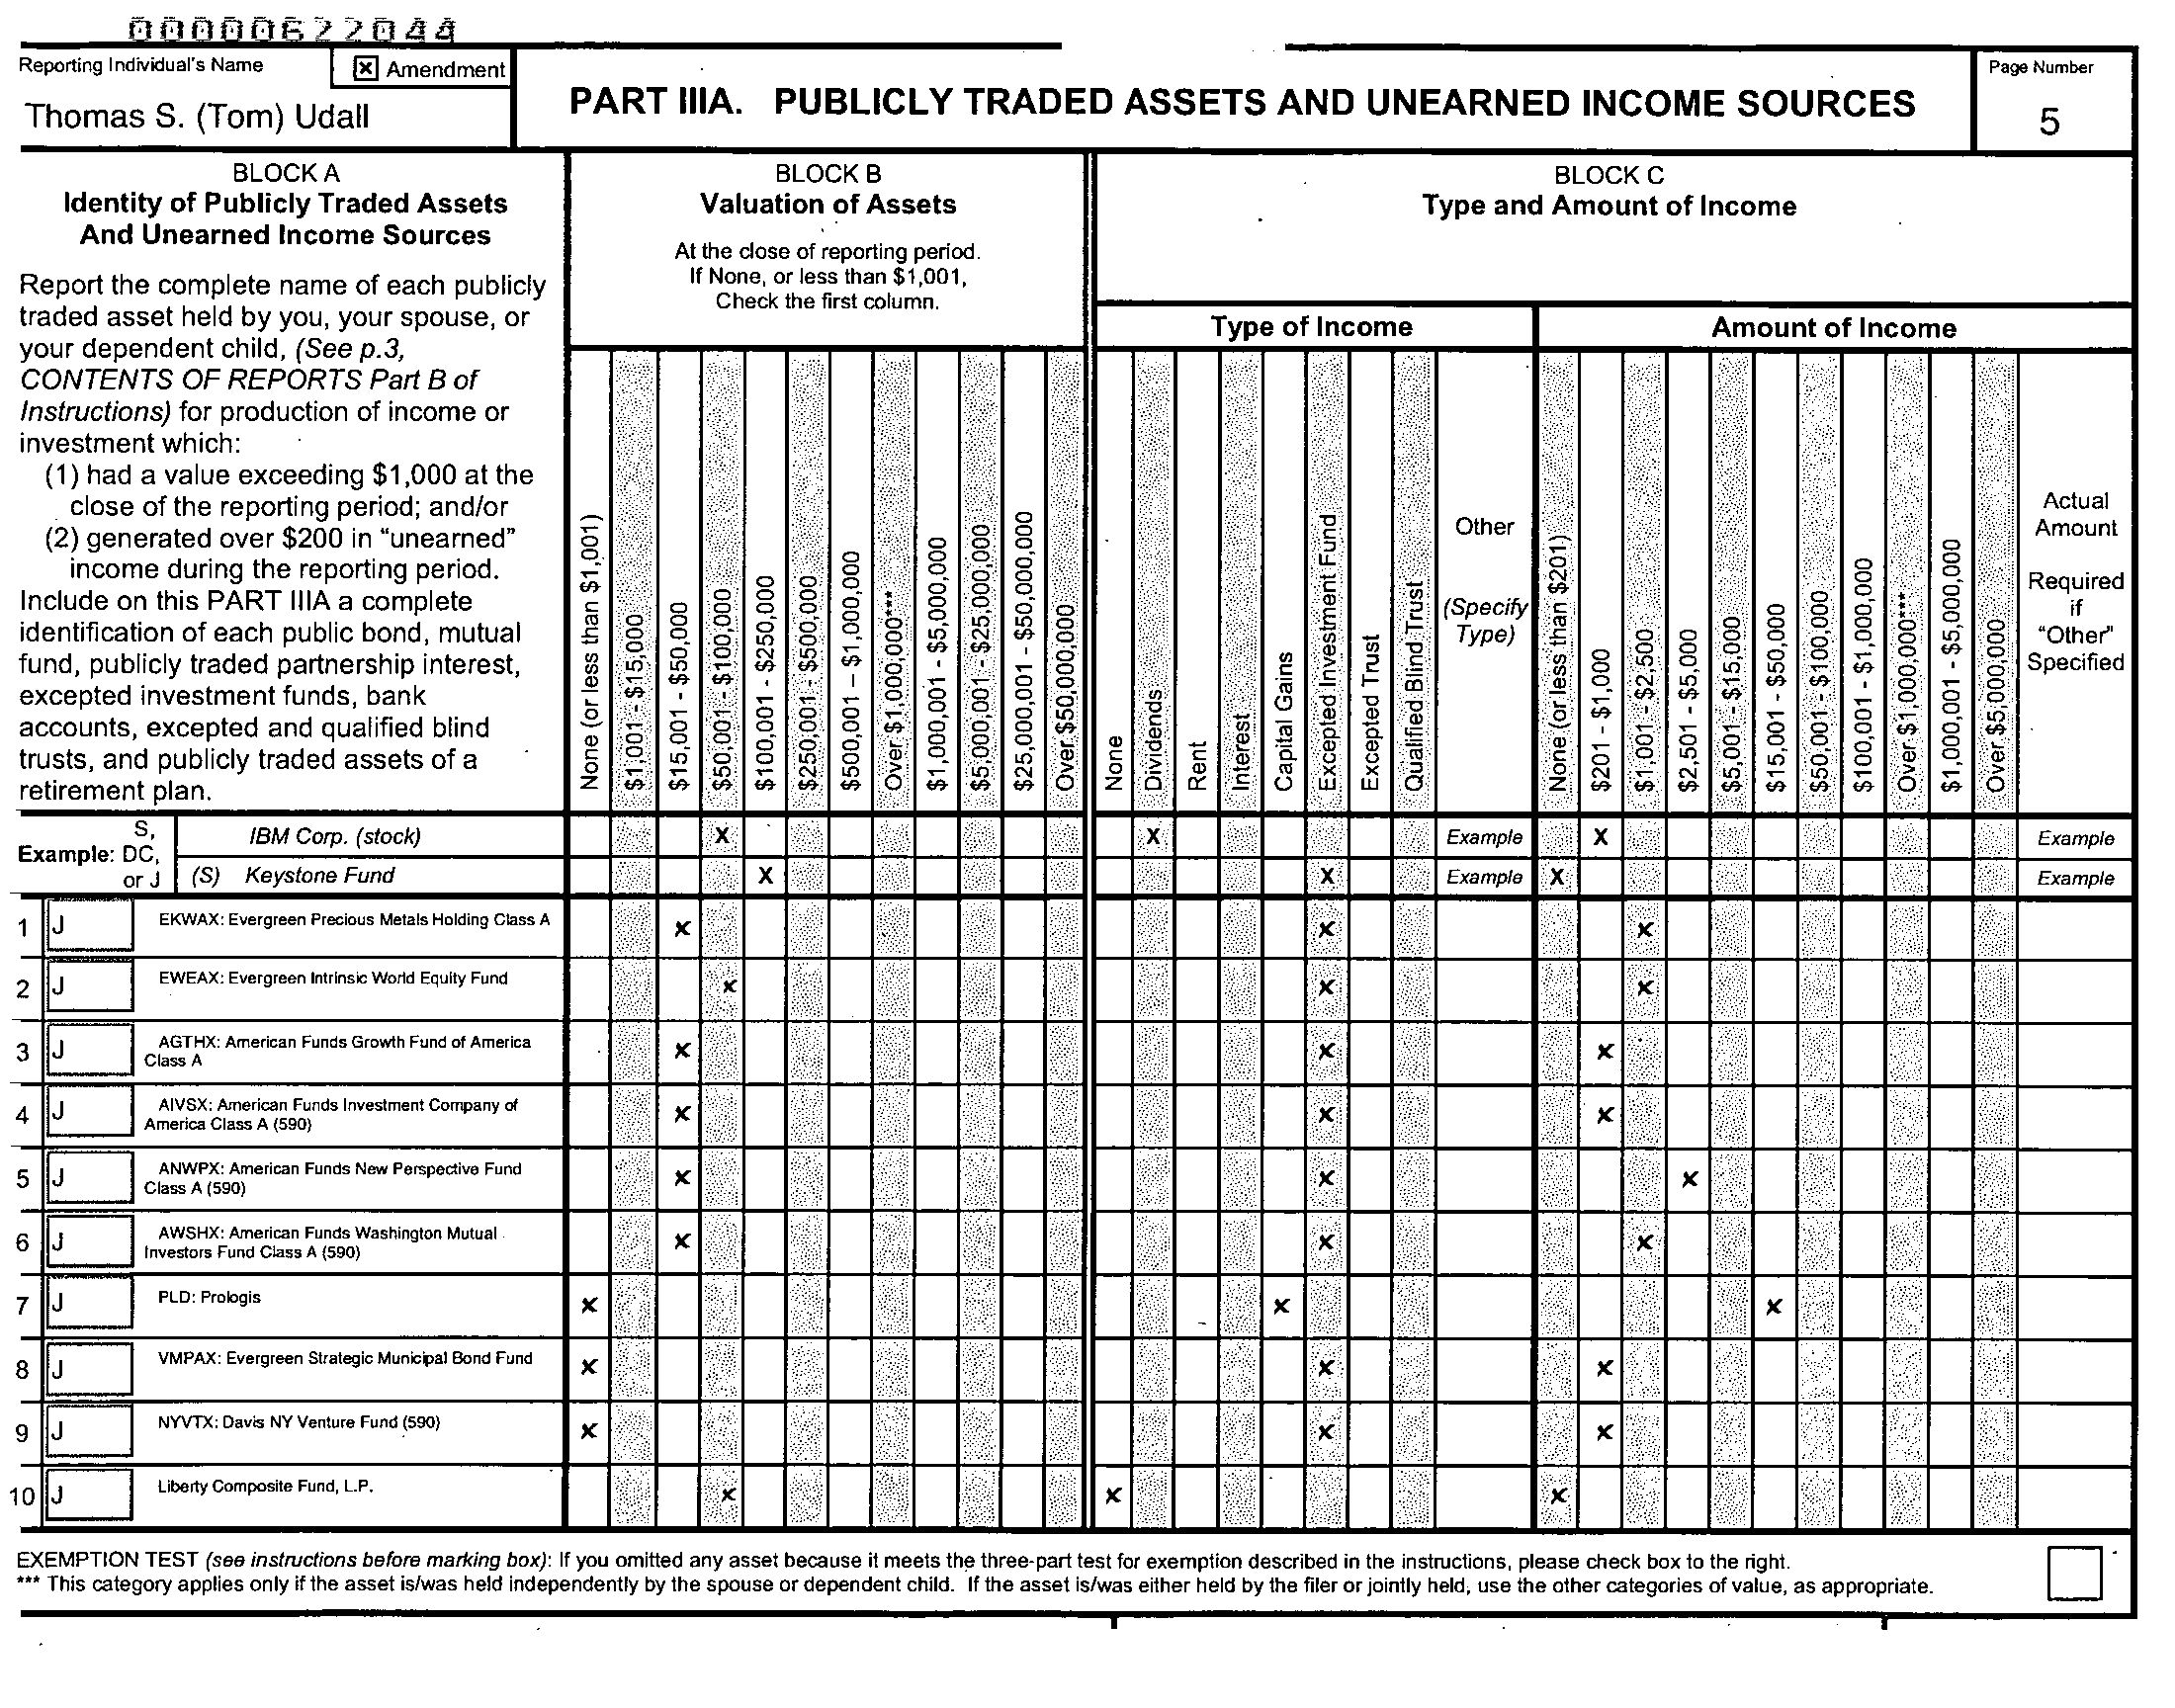 00000622044
Reporting Individual's Name
☒ Amendment
Thomas S. (Tom) Udall
PART IIIA. PUBLICLY TRADED ASSETS AND UNEARNED INCOME SOURCES
Page Number
5
BLOCK A
Identity of Publicly Traded Assets
And Unearned Income Sources
Report the complete name of each publicly
traded asset held by you, your spouse, or
your dependent child, (See p.3,
CONTENTS OF REPORTS Part B of
Instructions) for production of income or
investment which:
(1) had a value exceeding $1,000 at the
close of the reporting period; and/or
(2) generated over $200 in “unearned”
income during the reporting period.
Include on this PART IIIA a complete
identification of each public bond, mutual
fund, publicly traded partnership interest,
excepted investment funds, bank
accounts, excepted and qualified blind
trusts, and publicly traded assets of a
retirement plan.
BLOCK B
Valuation of Assets
At the close of reporting period.
If None, or less than $1,001,
Check the first column.
None (or less than $1,001)
$1,001 - $15,000
$15,001 - $50,000
$50,001 - $100,000
$100,001 - $250,000
$250,001 - $500,000
$500,001 – $1,000,000
Over $1,000,000***
$1,000,001 - $5,000,000
$5,000,001 - $25,000,000
$25,000,001 - $50,000,000
Over $50,000,000
BLOCK C
Type and Amount of Income
Type of Income
None
Dividends
Rent
Interest
Capital Gains
Excepted Investment Fund
Excepted Trust
Qualified Blind Trust
Other
(Specify
Type)
Amount of Income
None (or less than $201)
$201 - $1,000
$1,001 - $2,500
$2,501 - $5,000
$5,001 - $15,000
$15,001 - $50,000
$50,001 - $100,000
$100,001 - $1,000,000
Over $1,000,000***
$1,000,001 - $5,000,000
Over $5,000,000
Actual
Amount
Required
if
“Other”
Specified
Example: S, DC, or J
IBM Corp. (stock) X X Example X Example
(S) Keystone Fund X X Example X Example
1 J EKWAX: Evergreen Precious Metals Holding Class A x x x
2 J EWEAX: Evergreen Intrinsic World Equity Fund x x x
3 J AGTHX: American Funds Growth Fund of America
Class A x x x
4 J AIVSX: American Funds Investment Company of
America Class A (590) x x x
5 J ANWPX: American Funds New Perspective Fund
Class A (590) x x x
6 J AWSHX: American Funds Washington Mutual
Investors Fund Class A (590) x x x
7 J PLD: Prologis x x x
8 J VMPAX: Evergreen Strategic Municipal Bond Fund x x x
9 J NYVTX: Davis NY Venture Fund (590) x x x
10 J Liberty Composite Fund, L.P. x x x
EXEMPTION TEST (see instructions before marking box): If you omitted any asset because it meets the three-part test for exemption described in the instructions, please check box to the right.
*** This category applies only if the asset is/was held independently by the spouse or dependent child. If the asset is/was either held by the filer or jointly held, use the other categories of value, as appropriate.